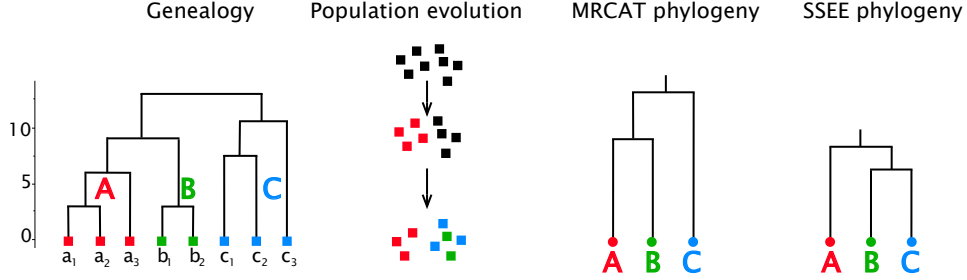 Genealogy Population evolution MRCAT phylogeny SSEE phylogeny
10
5
0
A B C
a₁ a₂ a₃ b₁ b₂ c₁ c₂ c₃
A B C
A B C